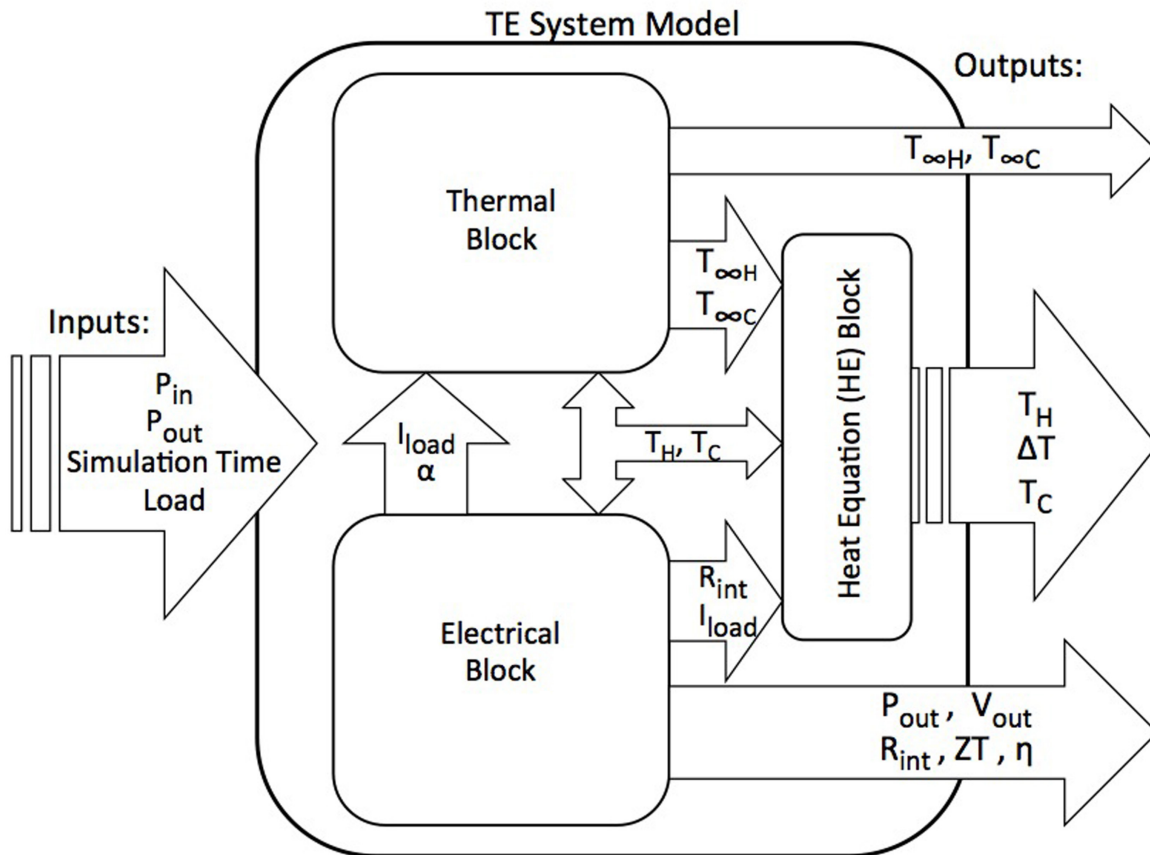 TE System Model
Outputs:
Thermal
Block
T∞H, T∞C
T∞H
T∞C
Inputs:
Pin
Pout
Simulation Time
Load
Iload
α
TH, TC
Heat Equation (HE) Block
TH
ΔT
TC
Electrical
Block
Rint
Iload
Pout , Vout
Rint , ZT , η